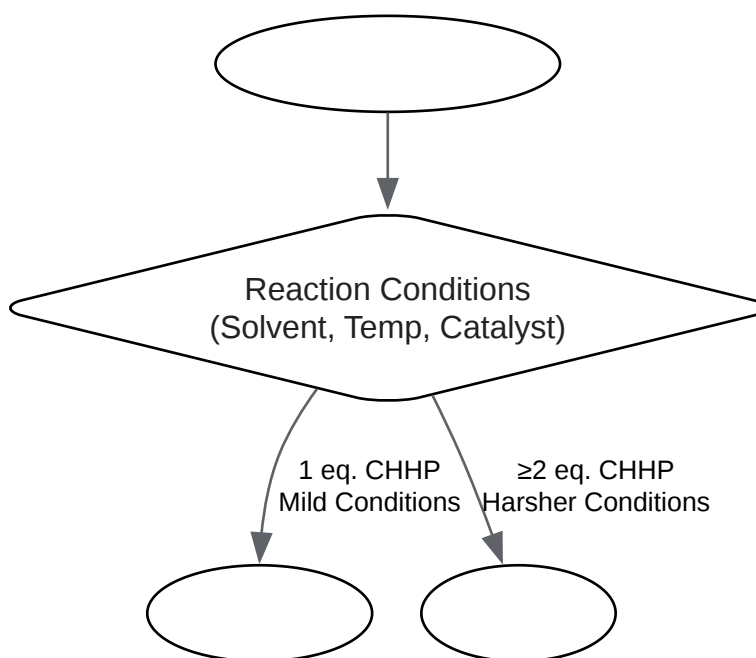 Reaction Conditions
(Solvent, Temp, Catalyst)
1 eq. CHHP
Mild Conditions
≥2 eq. CHHP
Harsher Conditions